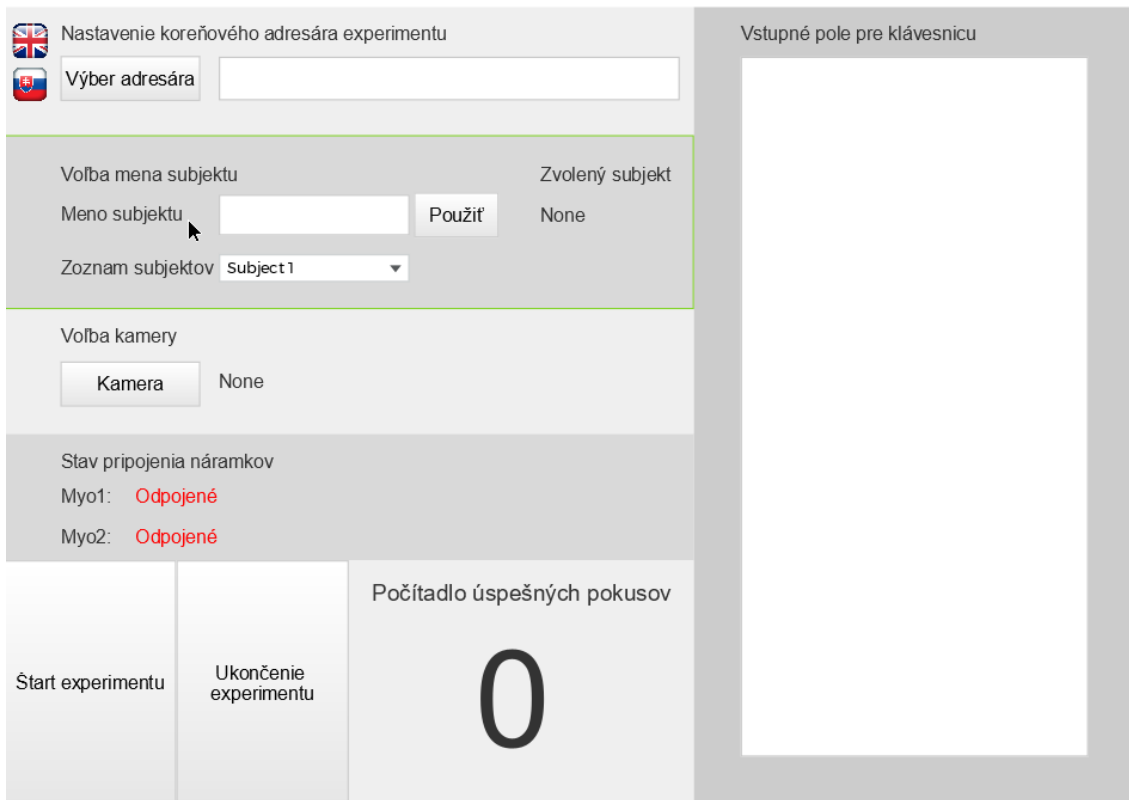 Nastavenie koreňového adresára experimentu
Výber adresára
Voľba mena subjektu
Zvolený subjekt
Meno subjektu
Použiť
None
Zoznam subjektov
Subject 1
Voľba kamery
Kamera
None
Stav pripojenia náramkov
Myo1: Odpojené
Myo2: Odpojené
Štart experimentu
Ukončenie
experimentu
Počítadlo úspešných pokusov
0
Vstupné pole pre klávesnicu